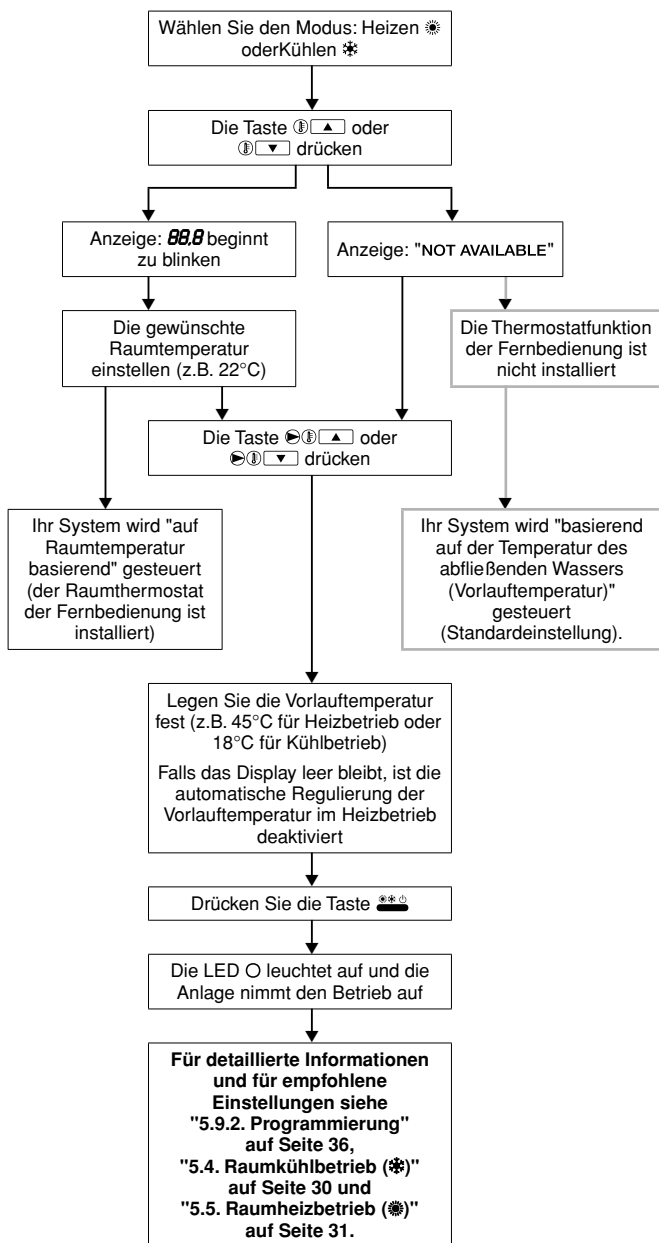 Wählen Sie den Modus: Heizen ☀
oderKühlen ❄
Die Taste ▲ oder
▼ drücken
Anzeige: 88.8 beginnt
zu blinken
Anzeige: "NOT AVAILABLE"
Die gewünschte
Raumtemperatur
einstellen (z.B. 22°C)
Die Thermostatfunktion
der Fernbedienung ist
nicht installiert
Die Taste ▲ oder
▼ drücken
Ihr System wird "auf
Raumtemperatur
basierend" gesteuert
(der Raumthermostat
der Fernbedienung ist
installiert)
Ihr System wird "basierend
auf der Temperatur des
abfließenden Wassers
(Vorlauftemperatur)"
gesteuert
(Standardeinstellung).
Legen Sie die Vorlauftemperatur
fest (z.B. 45°C für Heizbetrieb oder
18°C für Kühlbetrieb)
Falls das Display leer bleibt, ist die
automatische Regulierung der
Vorlauftemperatur im Heizbetrieb
deaktiviert
Drücken Sie die Taste
Die LED O leuchtet auf und die
Anlage nimmt den Betrieb auf
Für detaillierte Informationen
und für empfohlene
Einstellungen siehe
"5.9.2. Programmierung"
auf Seite 36,
"5.4. Raumkühlbetrieb (❄)"
auf Seite 30 und
"5.5. Raumheizbetrieb (☀)"
auf Seite 31.